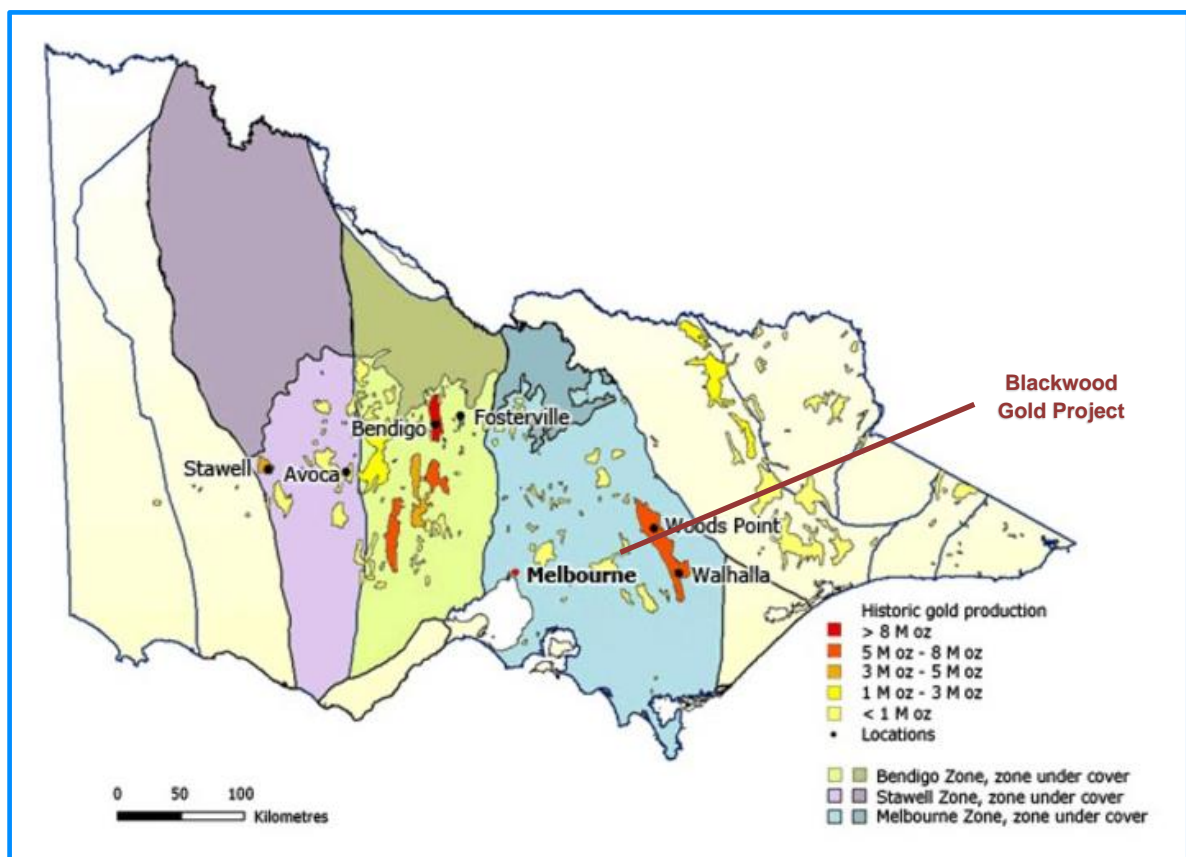 Blackwood
Gold Project
Fosterville
Bendigo
Stawell
Avoca
Woods Point
Melbourne
Walhalla
Historic gold production
> 8 M oz
5 M oz - 8 M oz
3 M oz - 5 M oz
1 M oz - 3 M oz
< 1 M oz
Locations
Bendigo Zone, zone under cover
Stawell Zone, zone under cover
Melbourne Zone, zone under cover
0 50 100
Kilometres